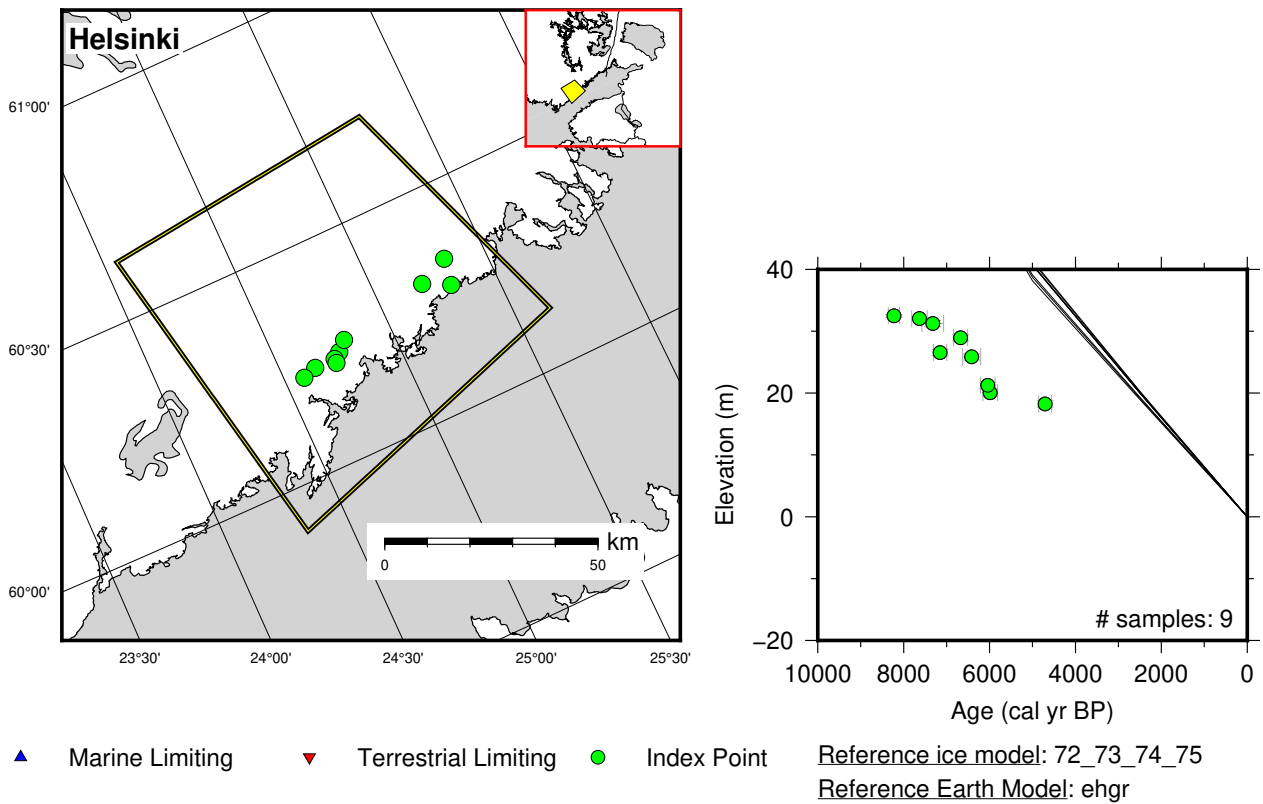 Helsinki
61°00'
60°30'
60°00'
23°30'
24°00'
24°30'
25°00'
25°30'
km
0
50
40
20
0
−20
Elevation (m)
# samples: 9
10000
8000
6000
4000
2000
0
Age (cal yr BP)
Marine Limiting
Terrestrial Limiting
Index Point
Reference ice model: 72_73_74_75
Reference Earth Model: ehgr